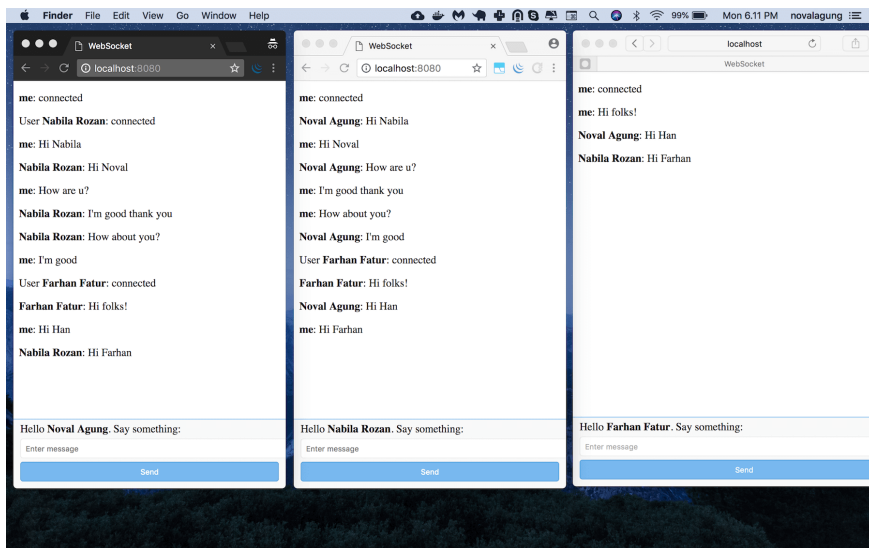 Finder File Edit View Go Window Help 99% Mon 6.11 PM novalagung
WebSocket
localhost:8080
me: connected
User Nabila Rozan: connected
me: Hi Nabila
Nabila Rozan: Hi Noval
me: How are u?
Nabila Rozan: I'm good thank you
Nabila Rozan: How about you?
me: I'm good
User Farhan Fatur: connected
Farhan Fatur: Hi folks!
me: Hi Han
Nabila Rozan: Hi Farhan
Hello Noval Agung. Say something:
Enter message
Send
WebSocket
localhost:8080
me: connected
Noval Agung: Hi Nabila
me: Hi Noval
Noval Agung: How are u?
me: I'm good thank you
me: How about you?
Noval Agung: I'm good
User Farhan Fatur: connected
Farhan Fatur: Hi folks!
Noval Agung: Hi Han
me: Hi Farhan
Hello Nabila Rozan. Say something:
Enter message
Send
localhost
WebSocket
me: connected
me: Hi folks!
Noval Agung: Hi Han
Nabila Rozan: Hi Farhan
Hello Farhan Fatur. Say something:
Enter message
Send